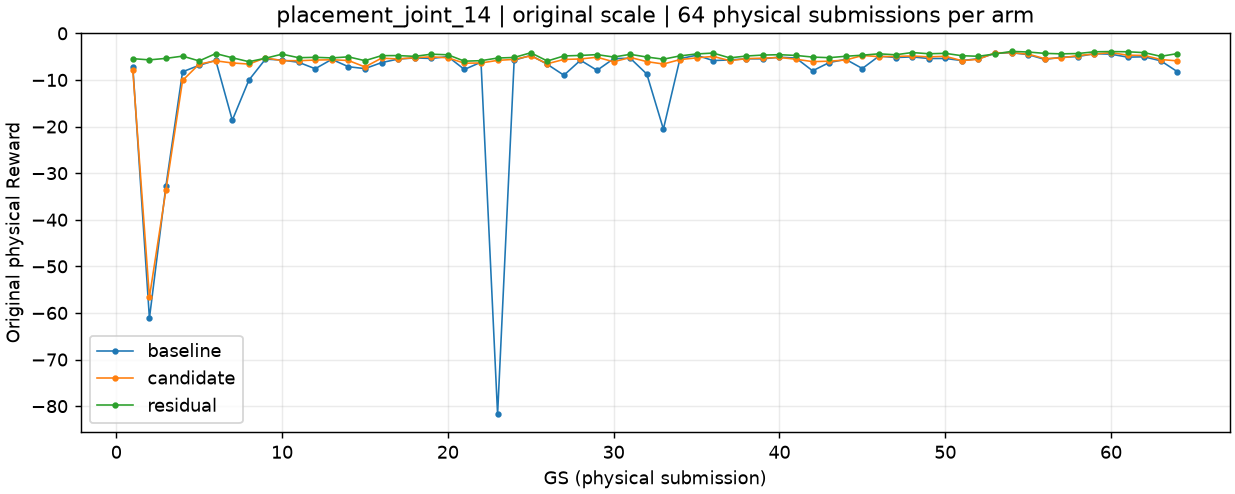 placement_joint_14 | original scale | 64 physical submissions per arm
Original physical Reward
0
−10
−20
−30
−40
−50
−60
−70
−80
baseline
candidate
residual
0
10
20
30
40
50
60
GS (physical submission)